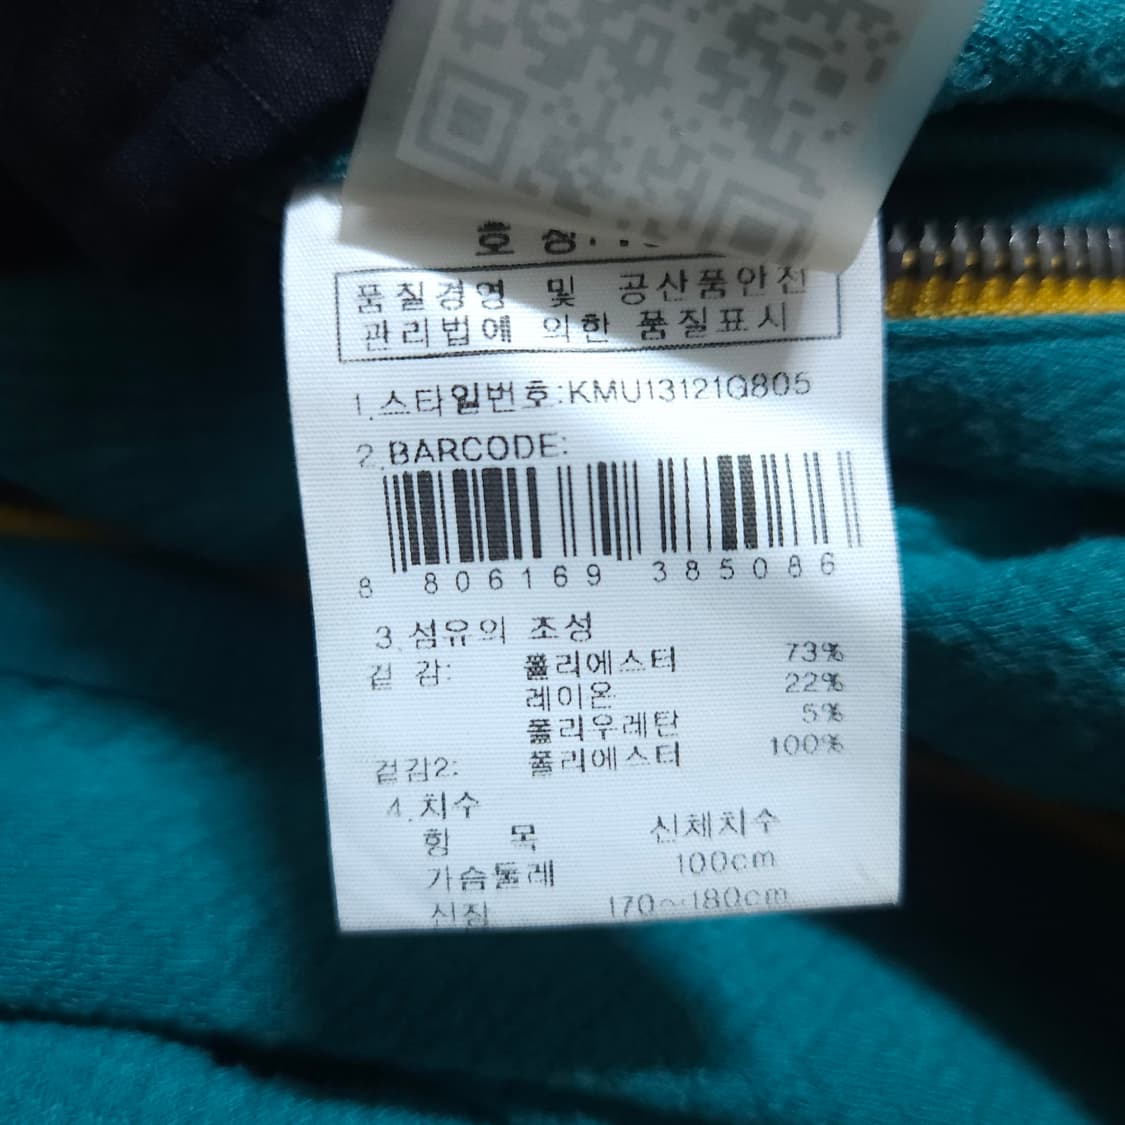 호 칭:
품질경영 및 공산품안전
관리법에 의한 품질표시
1.스타일번호:KMU13121Q805
2.BARCODE:
8 806169 385086
3.섬유의 조성
겉 감: 폴리에스터 73%
레이온 22%
폴리우레탄 5%
겉감2: 폴리에스터 100%
4.치수
항 목 신체치수
가슴둘레 100cm
신장 170~180cm